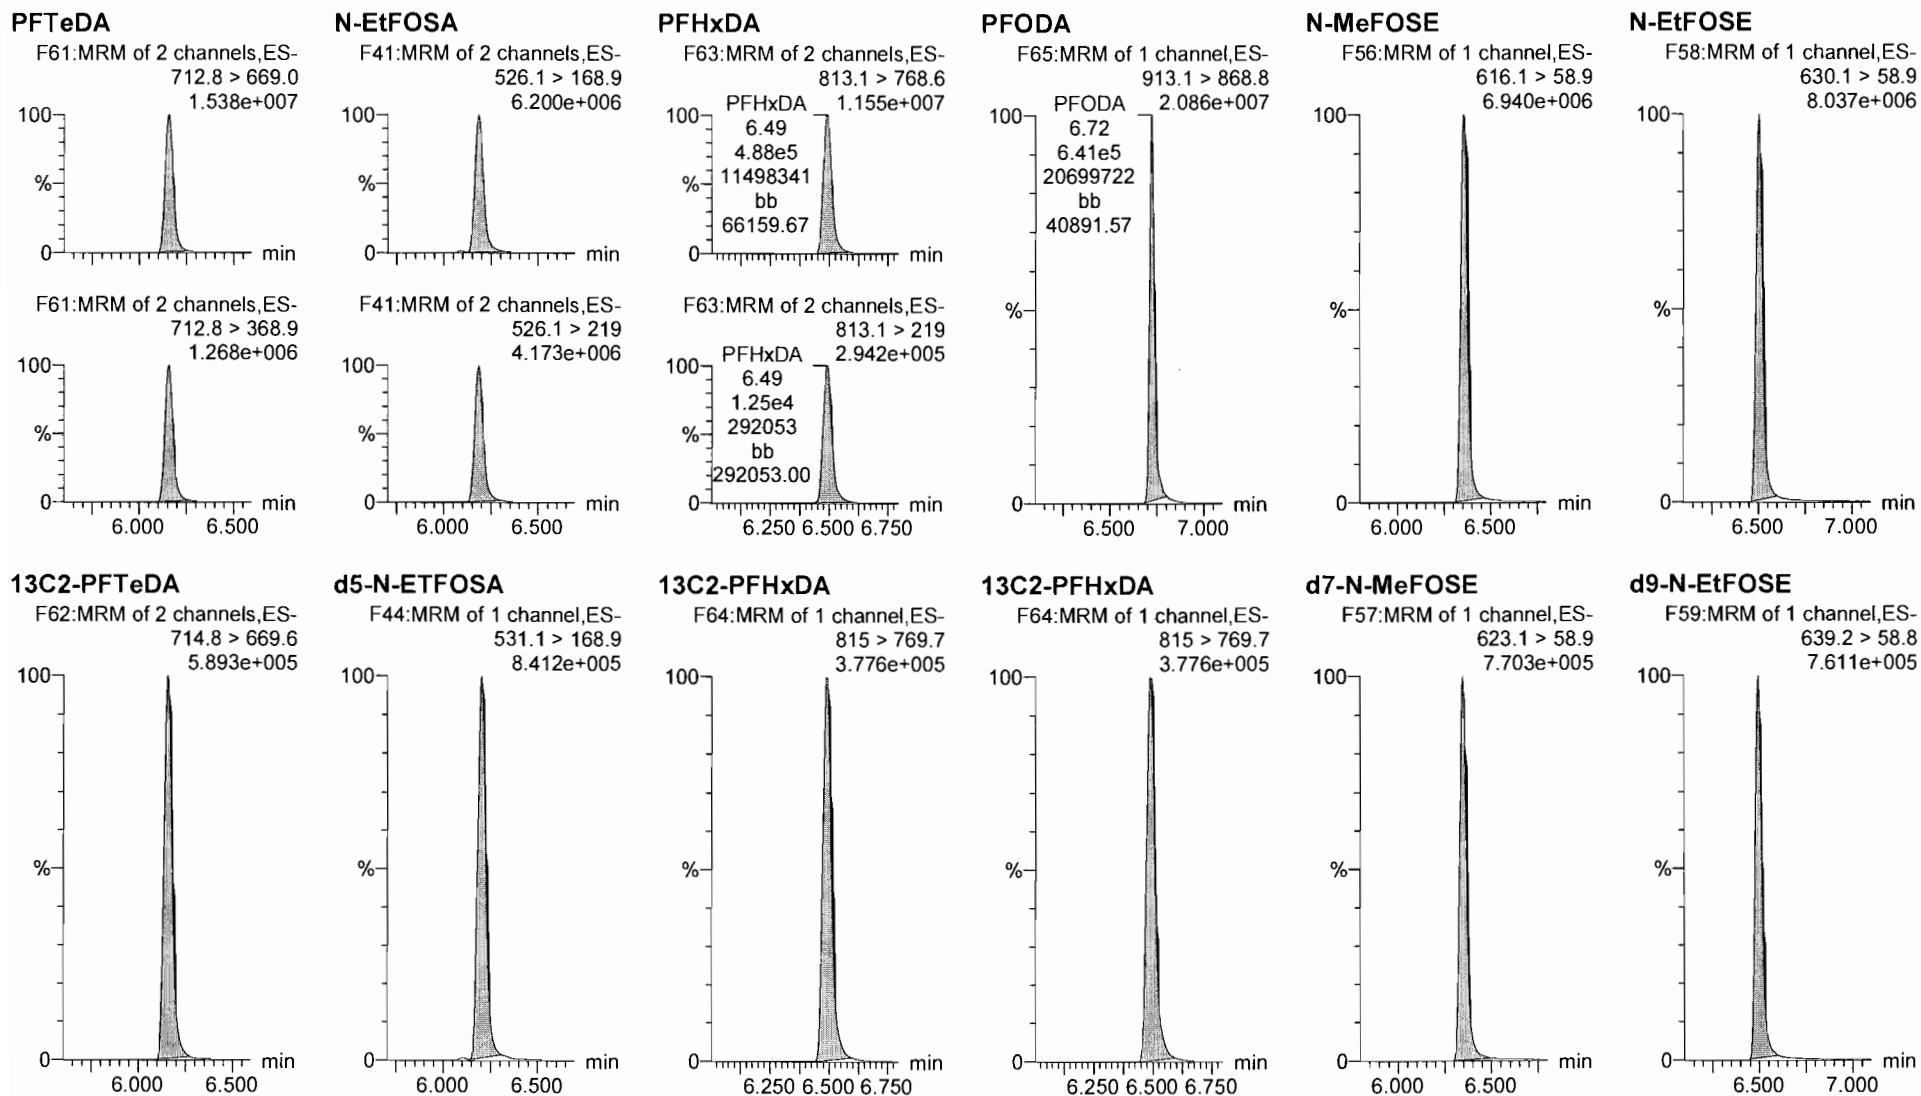 PFTeDA
F61:MRM of 2 channels,ES-
712.8 > 669.0
1.538e+007
100
%
0
min
F61:MRM of 2 channels,ES-
712.8 > 368.9
1.268e+006
100
%
0
min
6.000 6.500
N-EtFOSA
F41:MRM of 2 channels,ES-
526.1 > 168.9
6.200e+006
100
%
0
min
F41:MRM of 2 channels,ES-
526.1 > 219
4.173e+006
100
%
0
min
6.000 6.500
PFHxDA
F63:MRM of 2 channels,ES-
813.1 > 768.6
1.155e+007
100
PFHxDA
6.49
4.88e5
11498341
bb
66159.67
%
0
min
F63:MRM of 2 channels,ES-
813.1 > 219
2.942e+005
100
PFHxDA
6.49
1.25e4
292053
bb
292053.00
%
0
min
6.250 6.500 6.750
PFODA
F65:MRM of 1 channel,ES-
913.1 > 868.8
2.086e+007
100
PFODA
6.72
6.41e5
20699722
bb
40891.57
%
0
min
6.500 7.000
N-MeFOSE
F56:MRM of 1 channel,ES-
616.1 > 58.9
6.940e+006
100
%
0
min
6.000 6.500
N-EtFOSE
F58:MRM of 1 channel,ES-
630.1 > 58.9
8.037e+006
100
%
0
min
6.500 7.000
13C2-PFTeDA
F62:MRM of 2 channels,ES-
714.8 > 669.6
5.893e+005
100
%
0
min
6.000 6.500
d5-N-ETFOSA
F44:MRM of 1 channel,ES-
531.1 > 168.9
8.412e+005
100
%
0
min
6.000 6.500
13C2-PFHxDA
F64:MRM of 1 channel,ES-
815 > 769.7
3.776e+005
100
%
0
min
6.250 6.500 6.750
13C2-PFHxDA
F64:MRM of 1 channel,ES-
815 > 769.7
3.776e+005
100
%
0
min
6.250 6.500 6.750
d7-N-MeFOSE
F57:MRM of 1 channel,ES-
623.1 > 58.9
7.703e+005
100
%
0
min
6.000 6.500
d9-N-EtFOSE
F59:MRM of 1 channel,ES-
639.2 > 58.8
7.611e+005
100
%
0
min
6.500 7.000